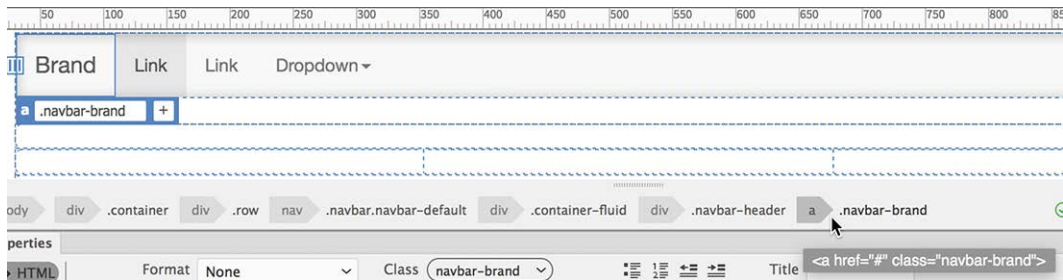 50 100 150 200 250 300 350 400 450 500 550 600 650 700 750 800
Brand Link Link Dropdown
a .navbar-brand +
ody div .container div .row nav .navbar.navbar-default div .container-fluid div .navbar-header a .navbar-brand
perties
<a href="#" class="navbar-brand">
HTML Format None Class navbar-brand Title